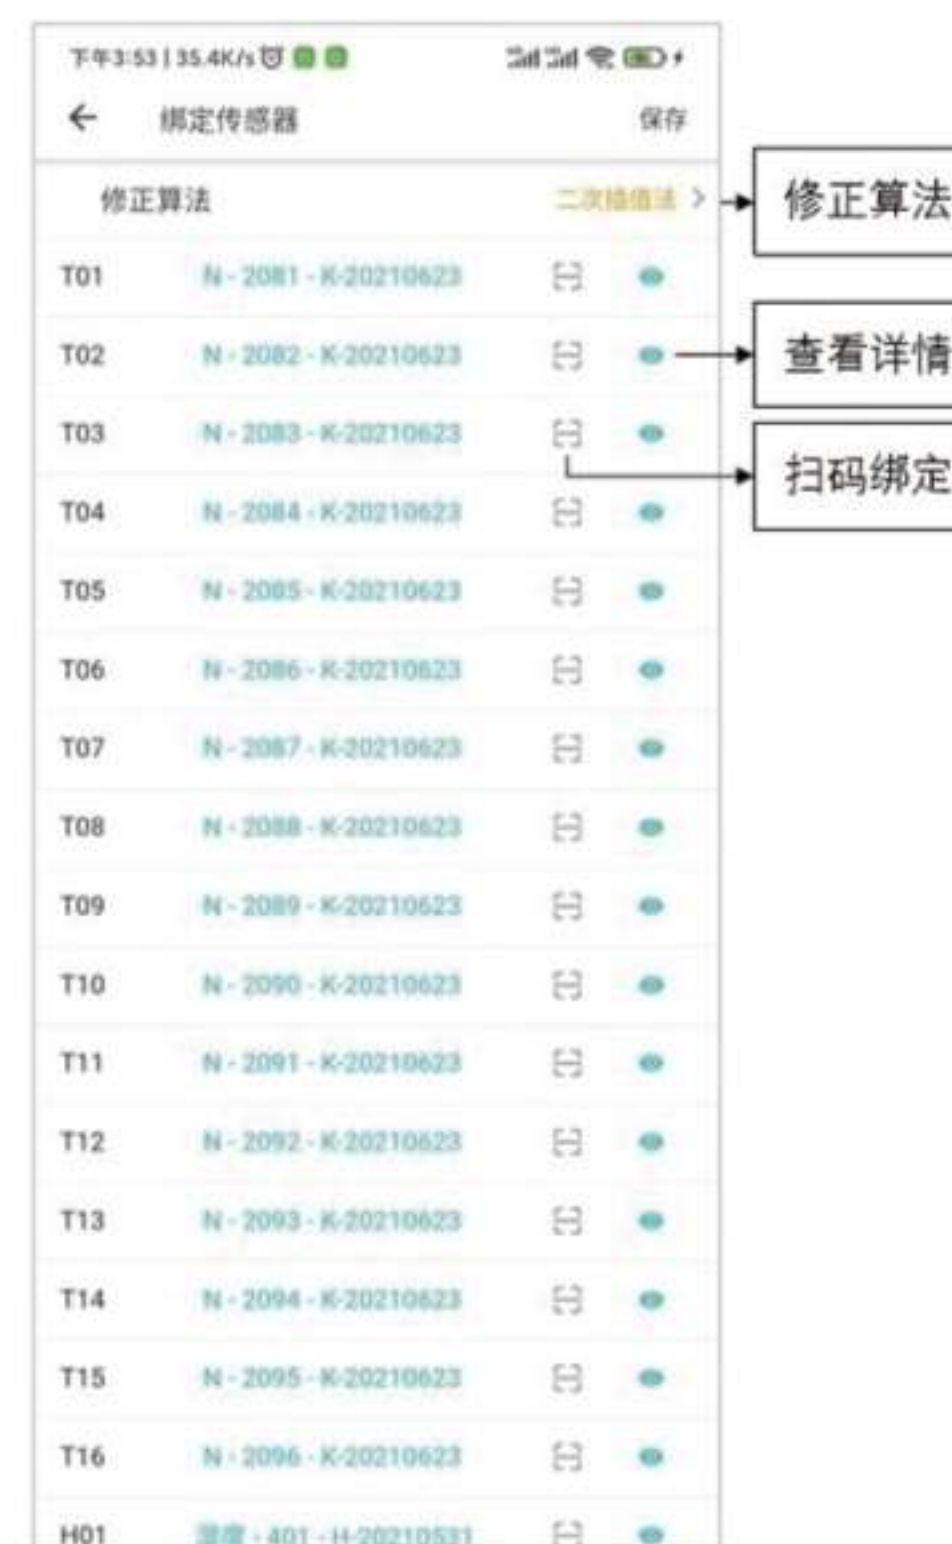 下午3:53 | 35.4K/s
绑定传感器 保存
修正算法 二次插值法 > 修正算法
T01 N - 2081 - K-20210623
T02 N - 2082 - K-20210623 查看详情
T03 N - 2083 - K-20210623
扫码绑定
T04 N - 2084 - K-20210623
T05 N - 2085 - K-20210623
T06 N - 2086 - K-20210623
T07 N - 2087 - K-20210623
T08 N - 2088 - K-20210623
T09 N - 2089 - K-20210623
T10 N - 2090 - K-20210623
T11 N - 2091 - K-20210623
T12 N - 2092 - K-20210623
T13 N - 2093 - K-20210623
T14 N - 2094 - K-20210623
T15 N - 2095 - K-20210623
T16 N - 2096 - K-20210623
H01 湿度 - 401 - H-20210531